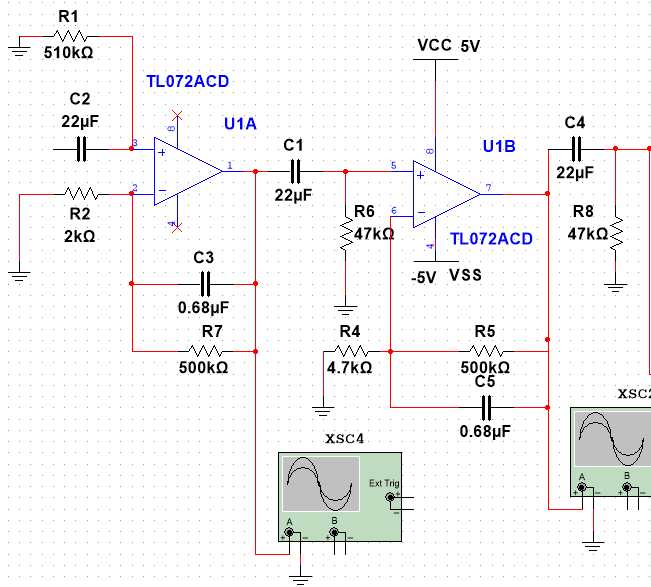 R1
510kΩ
TL072ACD
VCC 5V
C2
22µF
8
U1A
3
+
1
2
−
4
C1
22µF
8
U1B
5
+
7
6
−
4
TL072ACD
-5V VSS
C4
22µF
R2
2kΩ
R6
47kΩ
R8
47kΩ
C3
0.68µF
R7
500kΩ
R4
4.7kΩ
R5
500kΩ
C5
0.68µF
XSC4
Ext Trig
+
−
A
B
+ − + −
XSC2
A
B
+ − + −